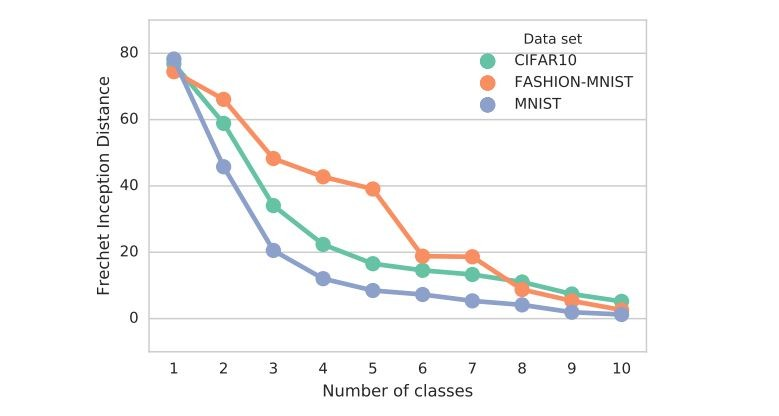 Data set
CIFAR10
FASHION-MNIST
MNIST
Frechet Inception Distance
80
60
40
20
0
1 2 3 4 5 6 7 8 9 10
Number of classes